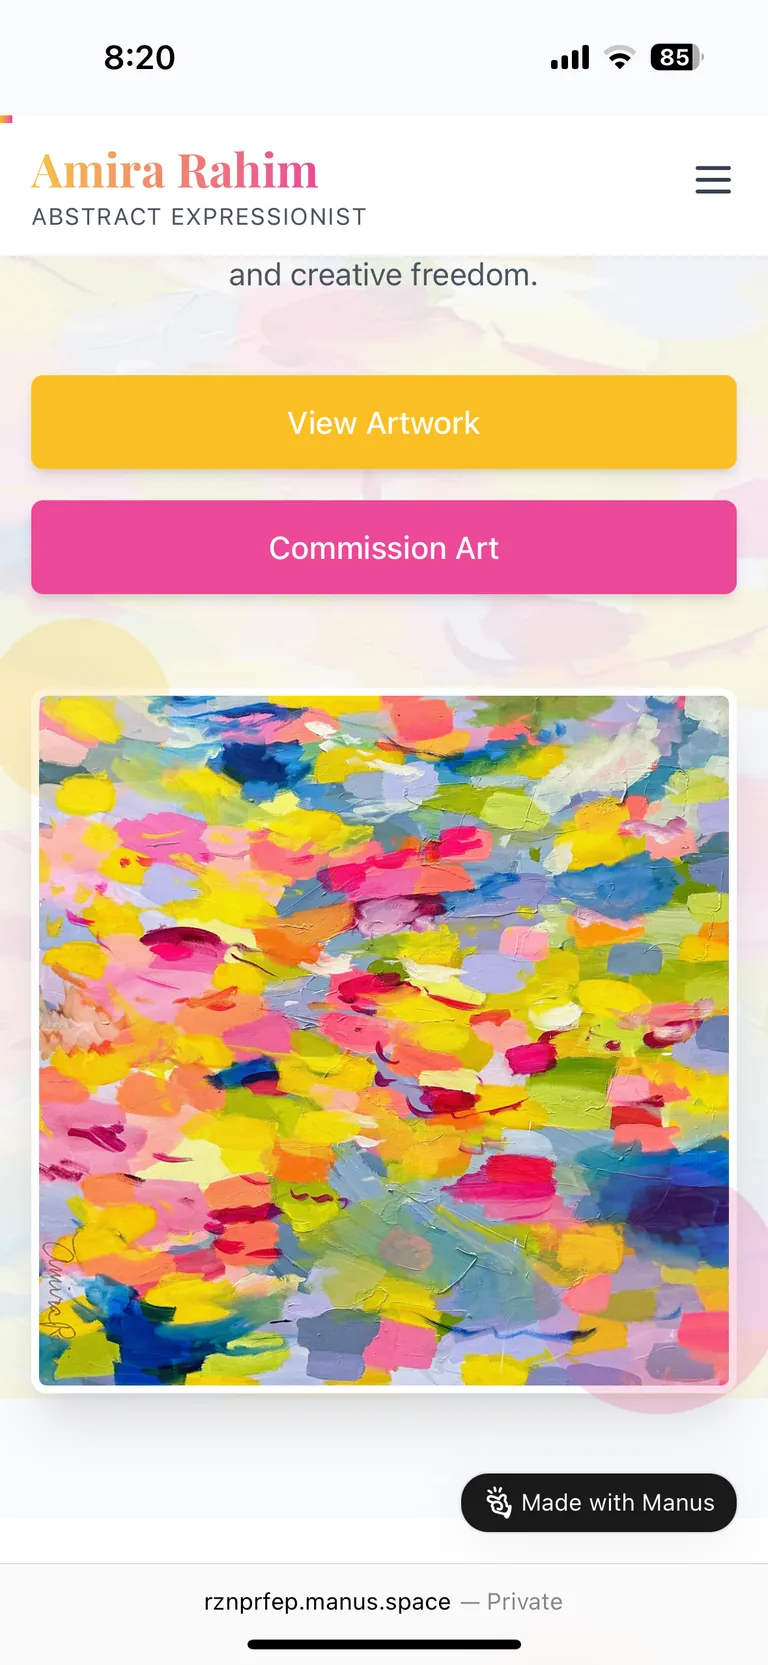 8:20
85
Amira Rahim
ABSTRACT EXPRESSIONIST
and creative freedom.
View Artwork
Commission Art
AmiraR
Made with Manus
rznprfep.manus.space — Private